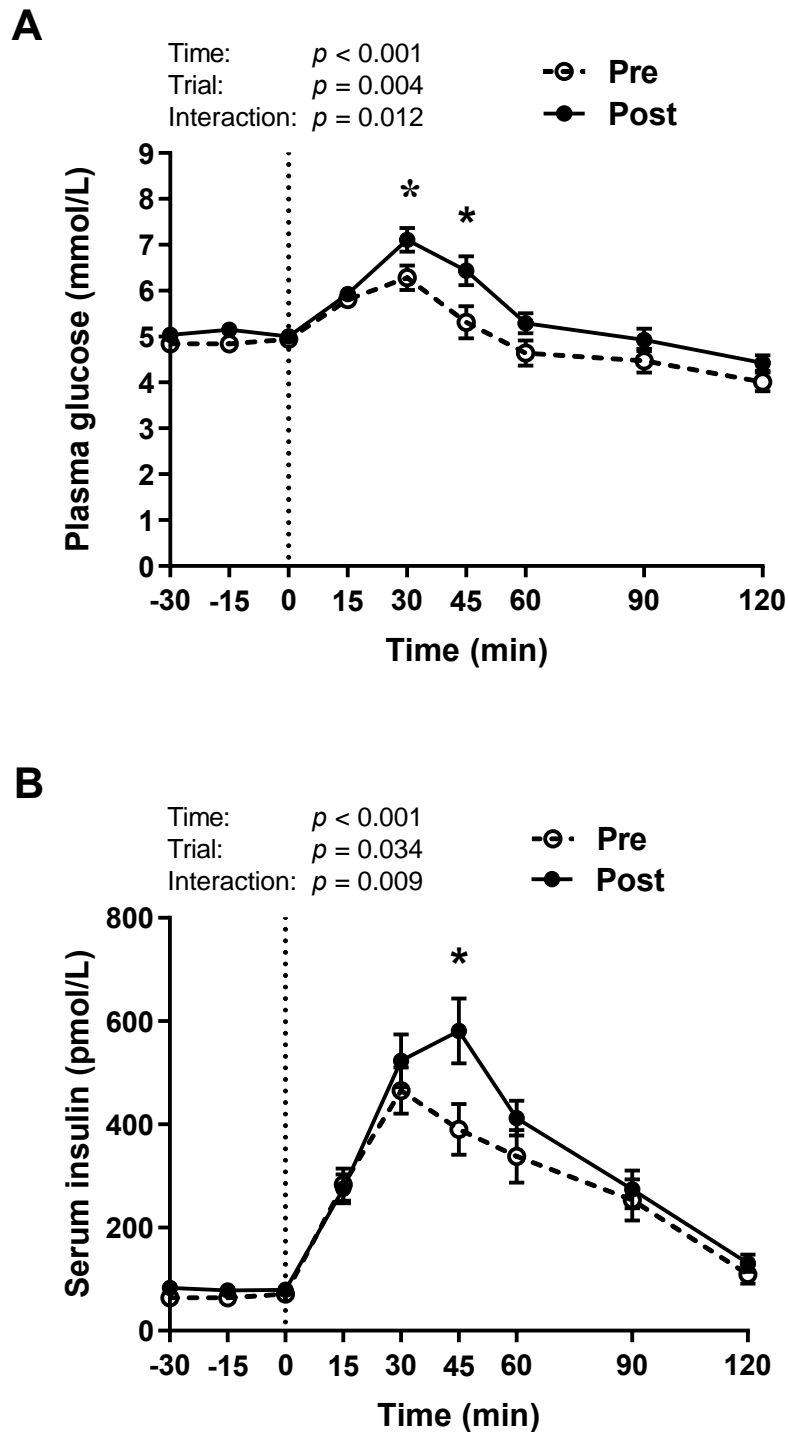 A
Time: p < 0.001
Trial: p = 0.004
Interaction: p = 0.012
Pre
Post
9
8
7
6
5
4
3
2
1
0
Plasma glucose (mmol/L)
* *
-30 -15 0 15 30 45 60 90 120
Time (min)
B
Time: p < 0.001
Trial: p = 0.034
Interaction: p = 0.009
Pre
Post
800
600
400
200
0
Serum insulin (pmol/L)
*
-30 -15 0 15 30 45 60 90 120
Time (min)